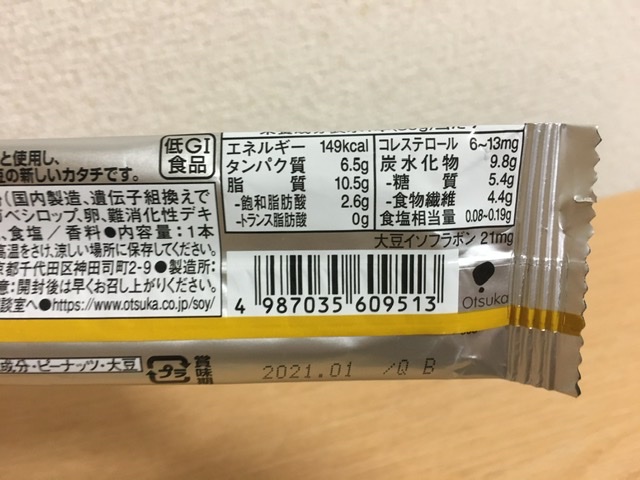 と使用し、
の新しいカタチです。
低GI
食品
(国内製造、遺伝子組換えで
ベシロップ、卵、難消化性デキ
、食塩/香料●内容量:1本
高温をさけ、涼しい場所に保存してください。
京都千代田区神田司町2-9●製造所:
意:開封後は早くお召し上がりください。
談室へ●https://www.otsuka.co.jp/soy/
エネルギー 149kcal
タンパク質 6.5g
脂質 10.5g
-飽和脂肪酸 2.6g
-トランス脂肪酸 0g
コレステロール 6~13mg
炭水化物 9.8g
-糖質 5.4g
-食物繊維 4.4g
食塩相当量 0.08~0.19g
大豆イソフラボン 21mg
4 987035 609513
Otsuka
成分・ピーナッツ・大豆
プラ
賞味期
2021.01 /Q B